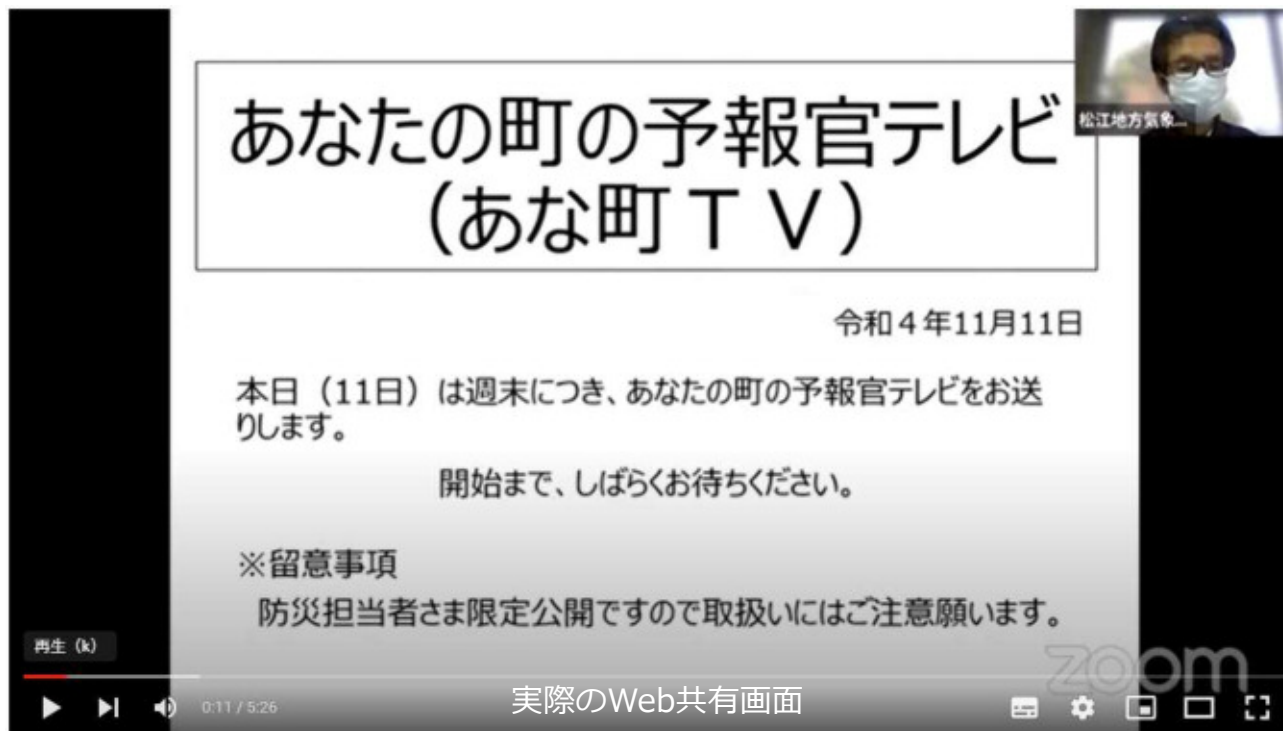 あなたの町の予報官テレビ
（あな町ＴＶ）
松江地方気象...
令和４年11月11日
本日（11日）は週末につき、あなたの町の予報官テレビをお送
りします。
開始まで、しばらくお待ちください。
※留意事項
防災担当者さま限定公開ですので取扱いにはご注意願います。
再生（k）
zoom
0:11 / 5:26
実際のWeb共有画面